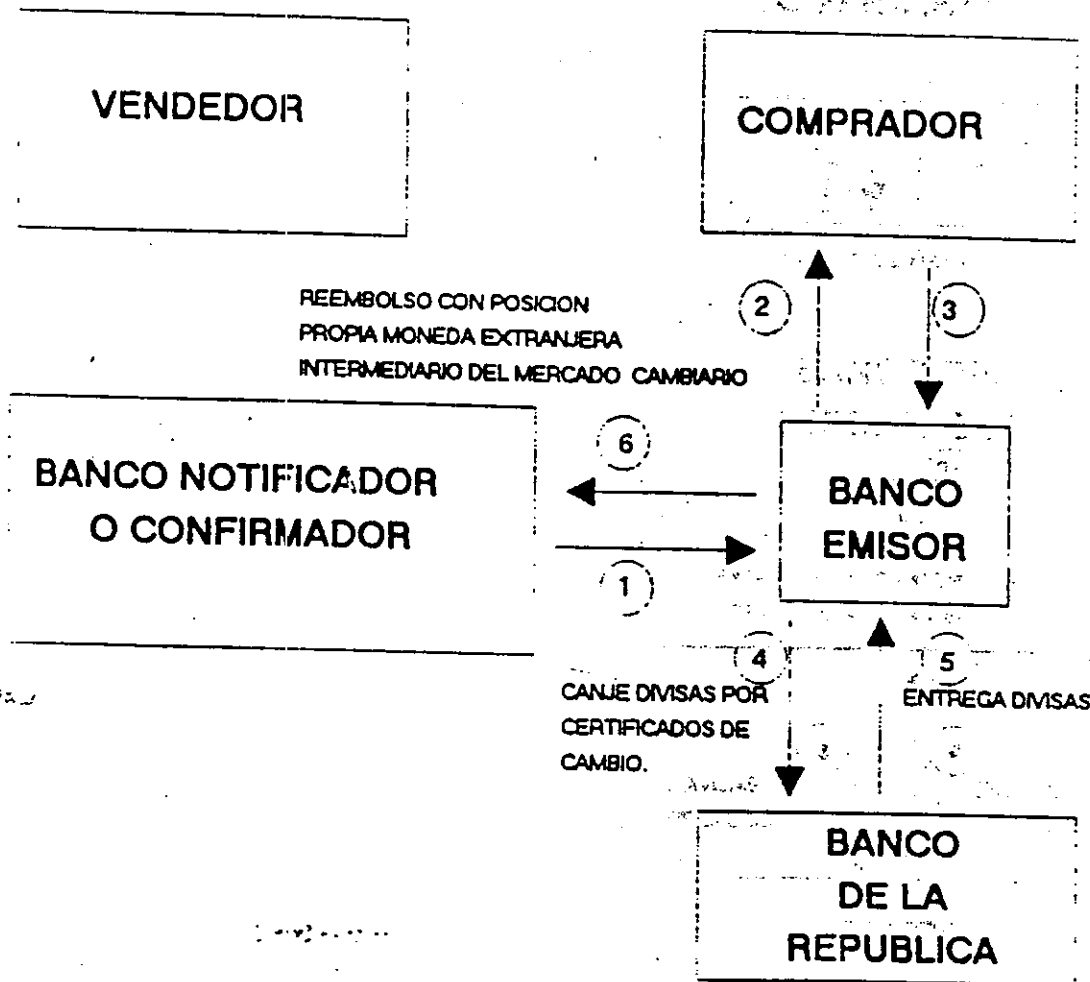 VENDEDOR
COMPRADOR
2
3
REEMBOLSO CON POSICION
PROPIA MONEDA EXTRANJERA
INTERMEDIARIO DEL MERCADO CAMBIARIO
6
BANCO NOTIFICADOR
O CONFIRMADOR
BANCO
EMISOR
1
4
5
CANJE DIVISAS POR
CERTIFICADOS DE
CAMBIO.
ENTREGA DIVISAS
BANCO
DE LA
REPUBLICA